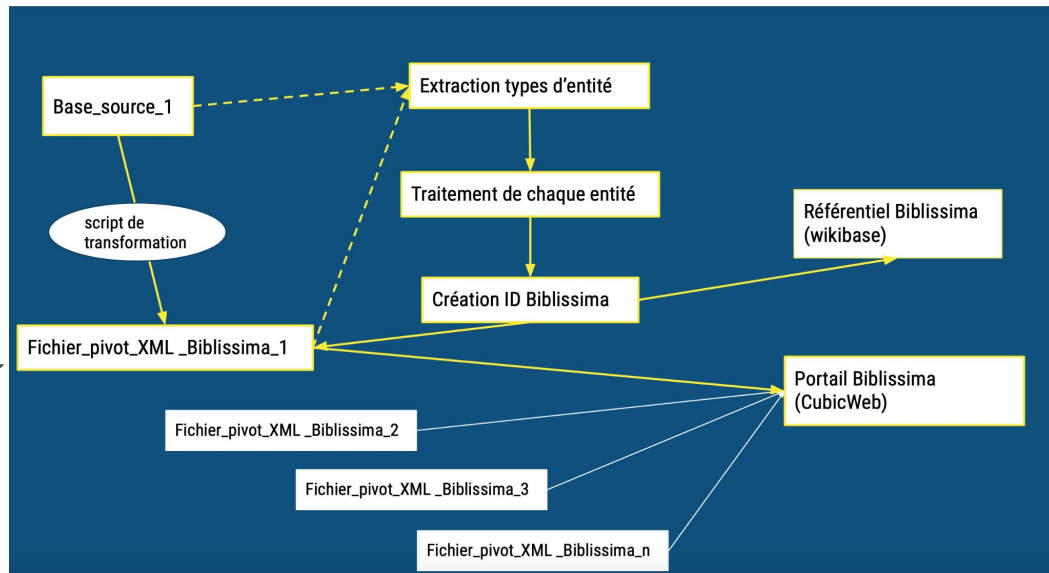 Extraction types d'entité
Base_source_1
Traitement de chaque entité
script de
transformation
Référentiel Biblissima
(wikibase)
Création ID Biblissima
Fichier_pivot_XML _Biblissima_1
Portail Biblissima
(CubicWeb)
Fichier_pivot_XML _Biblissima_2
Fichier_pivot_XML _Biblissima_3
Fichier_pivot_XML _Biblissima_n